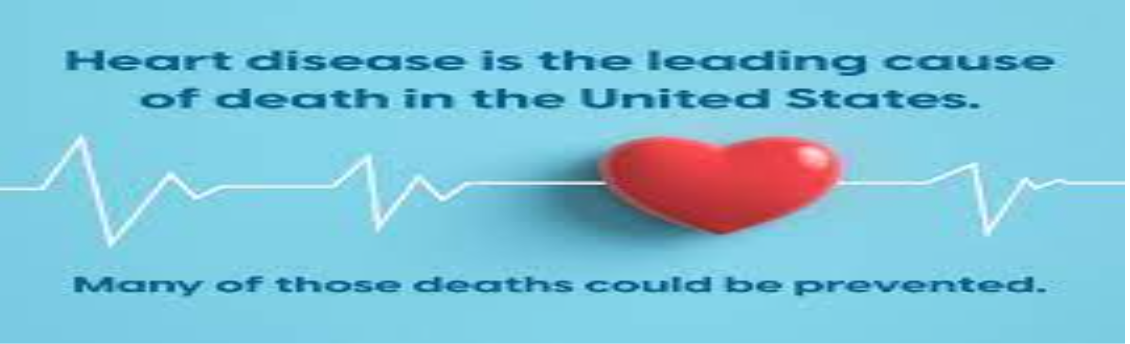 Heart disease is the leading cause
of death in the United States.
Many of those deaths could be prevented.